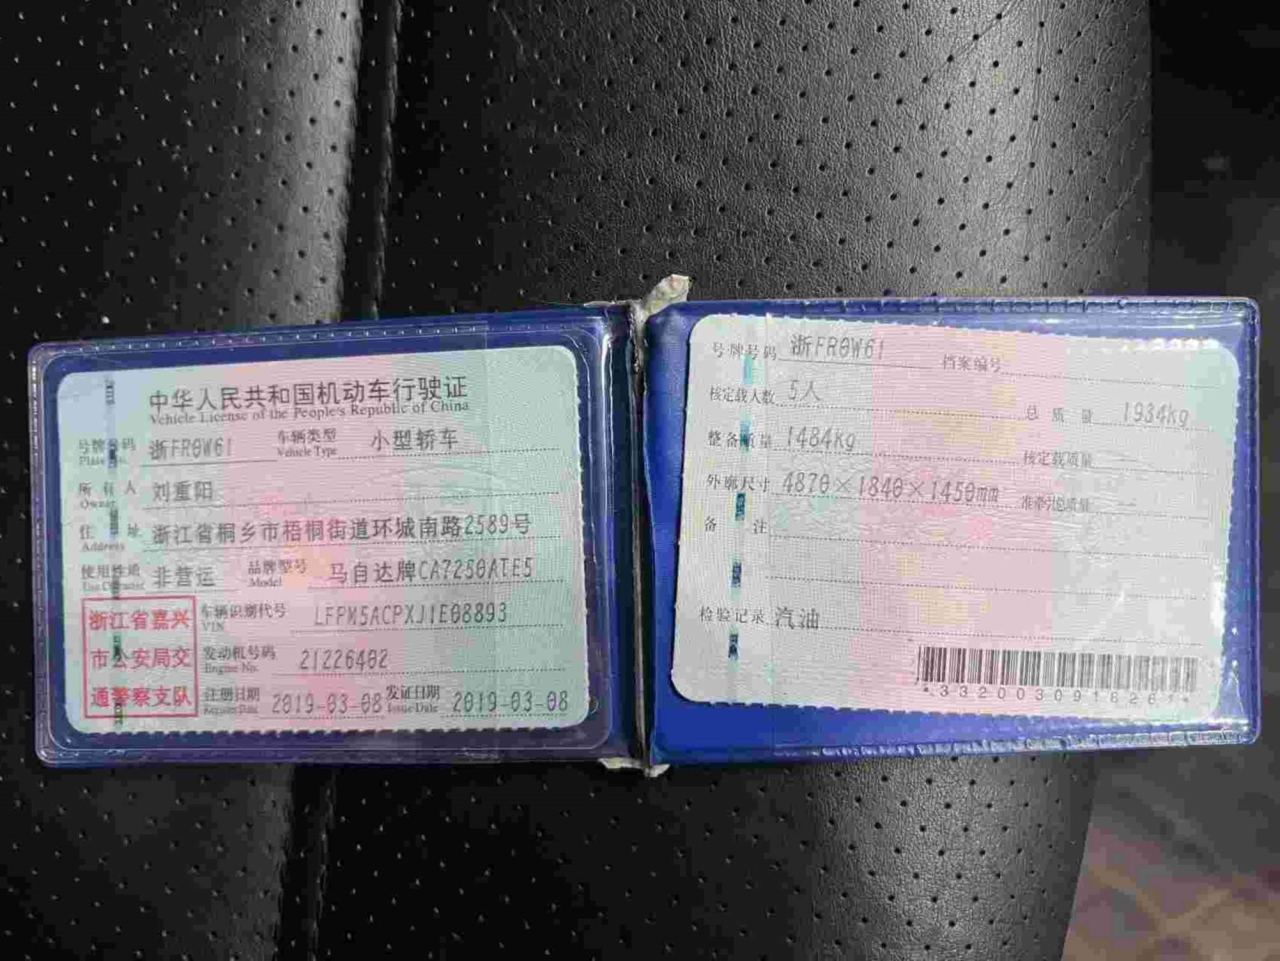 中华人民共和国机动车行驶证
Vehicle License of the People's Republic of China
号牌号码 浙FR0W61 车辆类型 小型轿车
Plate No. Vehicle Type
所有人 刘重阳
Owner
住址 浙江省桐乡市梧桐街道环城南路2589号
Address
使用性质 非营运 品牌型号 马自达牌CA7250ATE5
Use Character Model
浙江省嘉兴
市公安局交
通警察支队
车辆识别代号 LFPM5ACPXJ1E08893
VIN
发动机号码 21226402
Engine No.
注册日期 2019-03-08 发证日期 2019-03-08
Register Date Issue Date
号牌号码 浙FR0W61 档案编号
核定载人数 5人 总质量 1934kg
整备质量 1484kg 核定载质量 --
外廓尺寸 4870×1840×1450mm 准牵引总质量 --
备注
检验记录 汽油
*3320030916261*